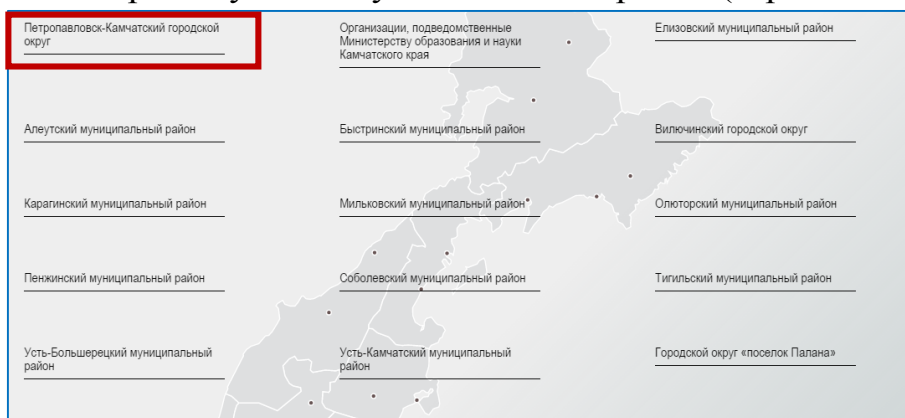 Петропавловск-Камчатский городской
округ
Организации, подведомственные
Министерству образования и науки
Камчатского края
Елизовский муниципальный район
Алеутский муниципальный район
Быстринский муниципальный район
Вилючинский городской округ
Карагинский муниципальный район
Мильковский муниципальный район
Олюторский муниципальный район
Пенжинский муниципальный район
Соболевский муниципальный район
Тигильский муниципальный район
Усть-Большерецкий муниципальный
район
Усть-Камчатский муниципальный
район
Городской округ «поселок Палана»